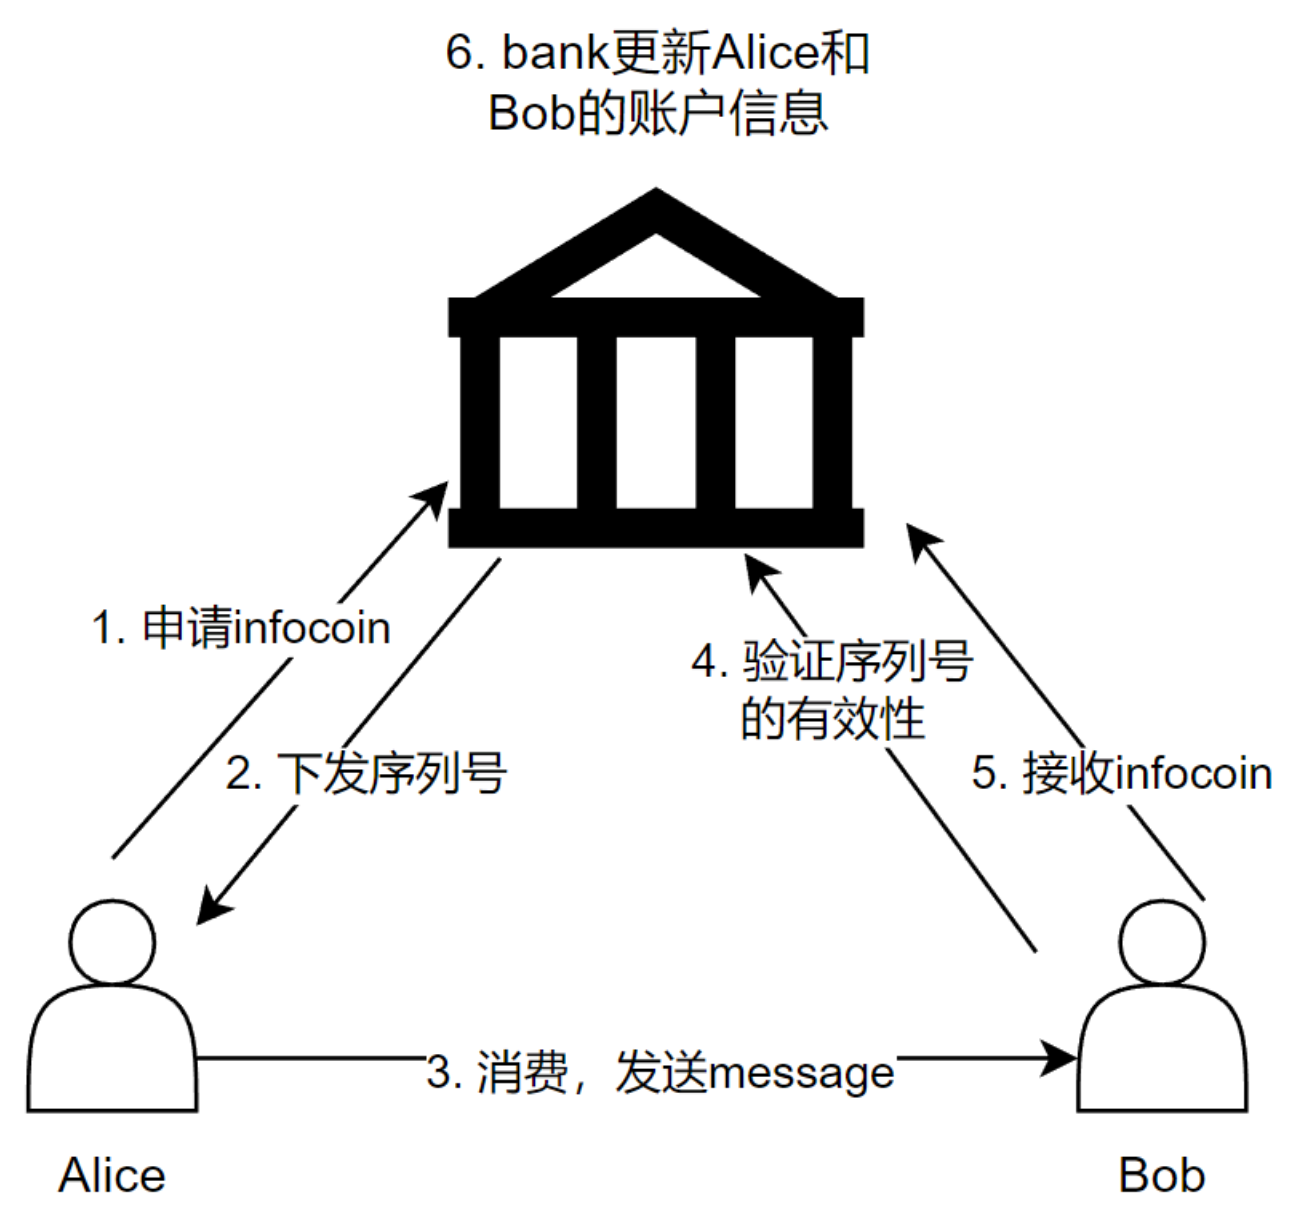 6. bank更新Alice和
Bob的账户信息
1. 申请infocoin
4. 验证序列号
的有效性
2. 下发序列号
5. 接收infocoin
3. 消费，发送message
Alice
Bob